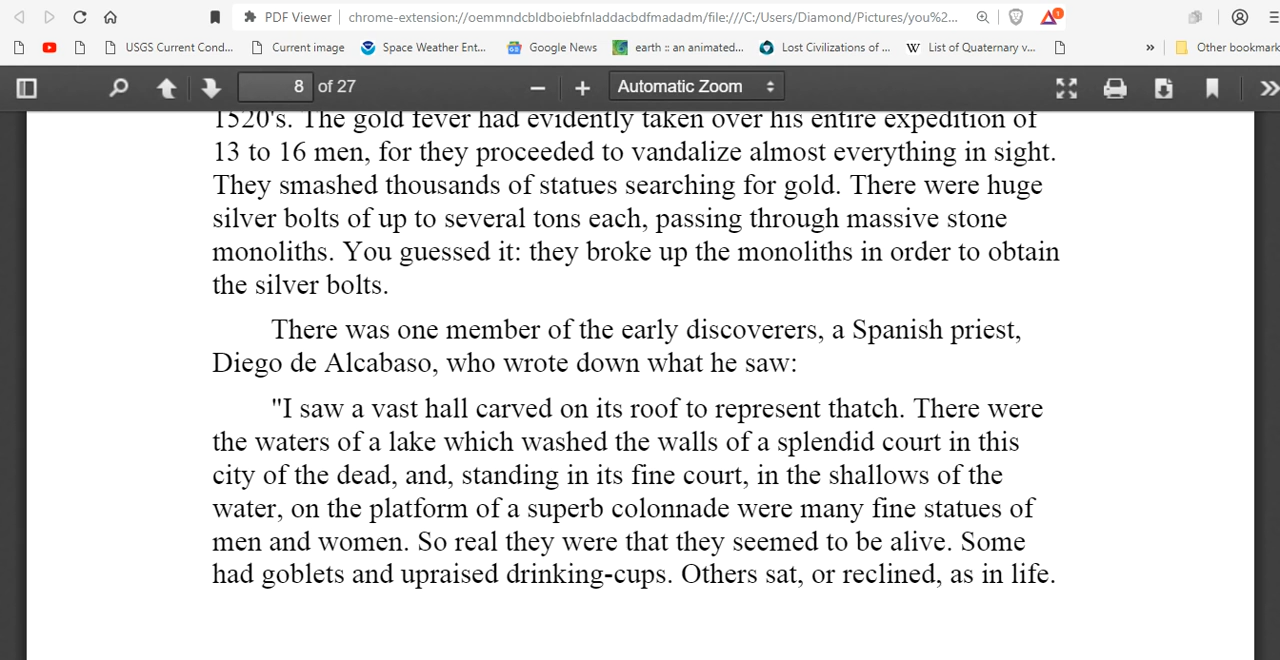 PDF Viewer
chrome-extension://oemmndcbldboiebfnladdacbdfmadadm/file:///C:/Users/Diamond/Pictures/you%2...
1
USGS Current Cond...
Current image
Space Weather Ent...
Google News
earth :: an animated...
Lost Civilizations of ...
W List of Quaternary v...
»
Other bookmark
8 of 27
Automatic Zoom
1520's. The gold fever had evidently taken over his entire expedition of
13 to 16 men, for they proceeded to vandalize almost everything in sight.
They smashed thousands of statues searching for gold. There were huge
silver bolts of up to several tons each, passing through massive stone
monoliths. You guessed it: they broke up the monoliths in order to obtain
the silver bolts.
There was one member of the early discoverers, a Spanish priest,
Diego de Alcabaso, who wrote down what he saw:
"I saw a vast hall carved on its roof to represent thatch. There were
the waters of a lake which washed the walls of a splendid court in this
city of the dead, and, standing in its fine court, in the shallows of the
water, on the platform of a superb colonnade were many fine statues of
men and women. So real they were that they seemed to be alive. Some
had goblets and upraised drinking-cups. Others sat, or reclined, as in life.